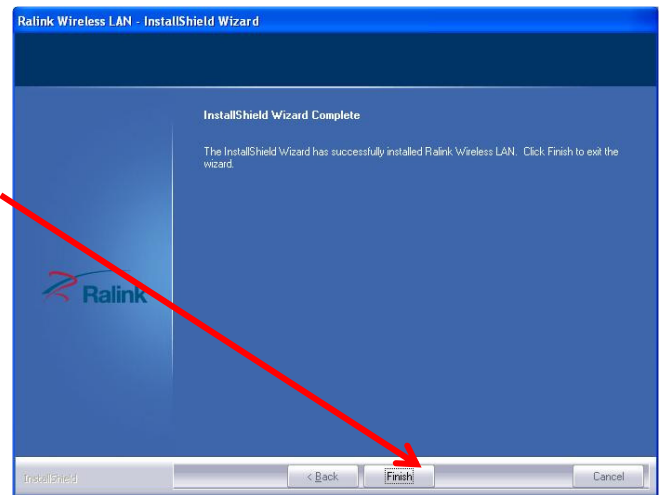 Ralink Wireless LAN - InstallShield Wizard
InstallShield Wizard Complete
The InstallShield Wizard has successfully installed Ralink Wireless LAN. Click Finish to exit the
wizard.
Ralink
InstallShield
< Back Finish Cancel